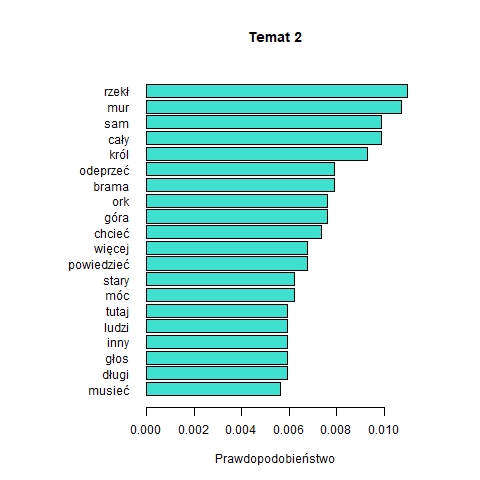 Temat 2
rzekł
mur
sam
cały
król
odeprzeć
brama
ork
góra
chcieć
więcej
powiedzieć
stary
móc
tutaj
ludzi
inny
głos
długi
musieć
0.000 0.002 0.004 0.006 0.008 0.010
Prawdopodobieństwo